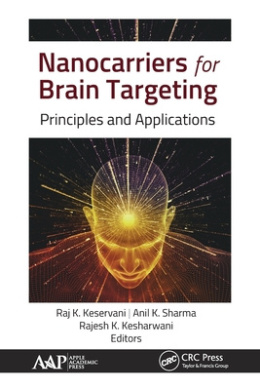 Nanocarriers for
Brain Targeting
Principles and Applications
Raj K. Keservani | Anil K. Sharma
Rajesh K. Kesharwani
Editors
AAP
APPLE
ACADEMIC
PRESS
CRC
CRC Press
Taylor & Francis Group